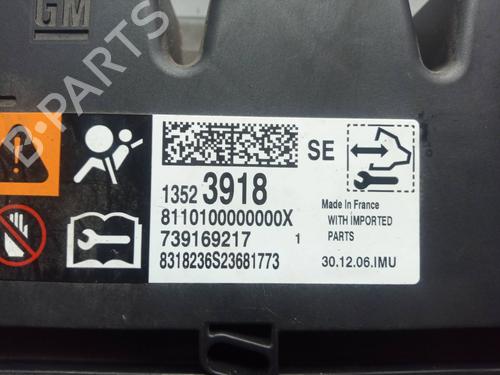 GM
B-PARTS
SE
1352 3918
8110100000000X
739169217 1
8318236S23681773
Made in France
WITH IMPORTED
PARTS
30.12.06.IMU